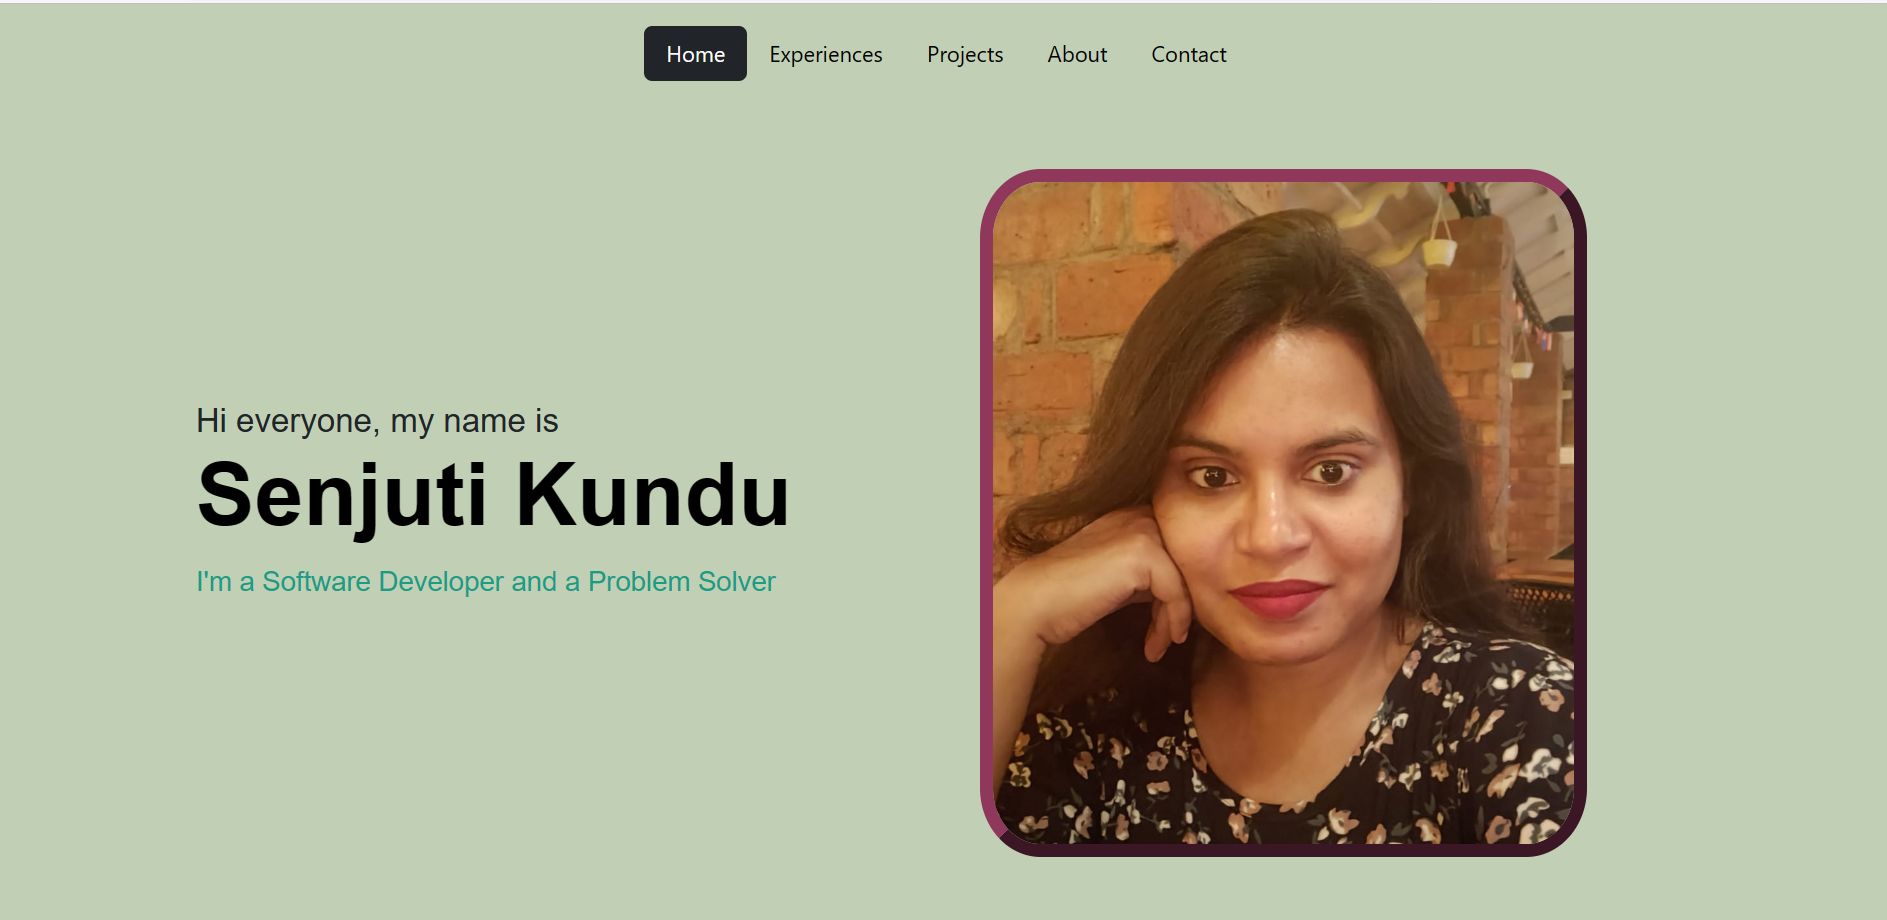 Home Experiences Projects About Contact
Hi everyone, my name is
Senjuti Kundu
I'm a Software Developer and a Problem Solver